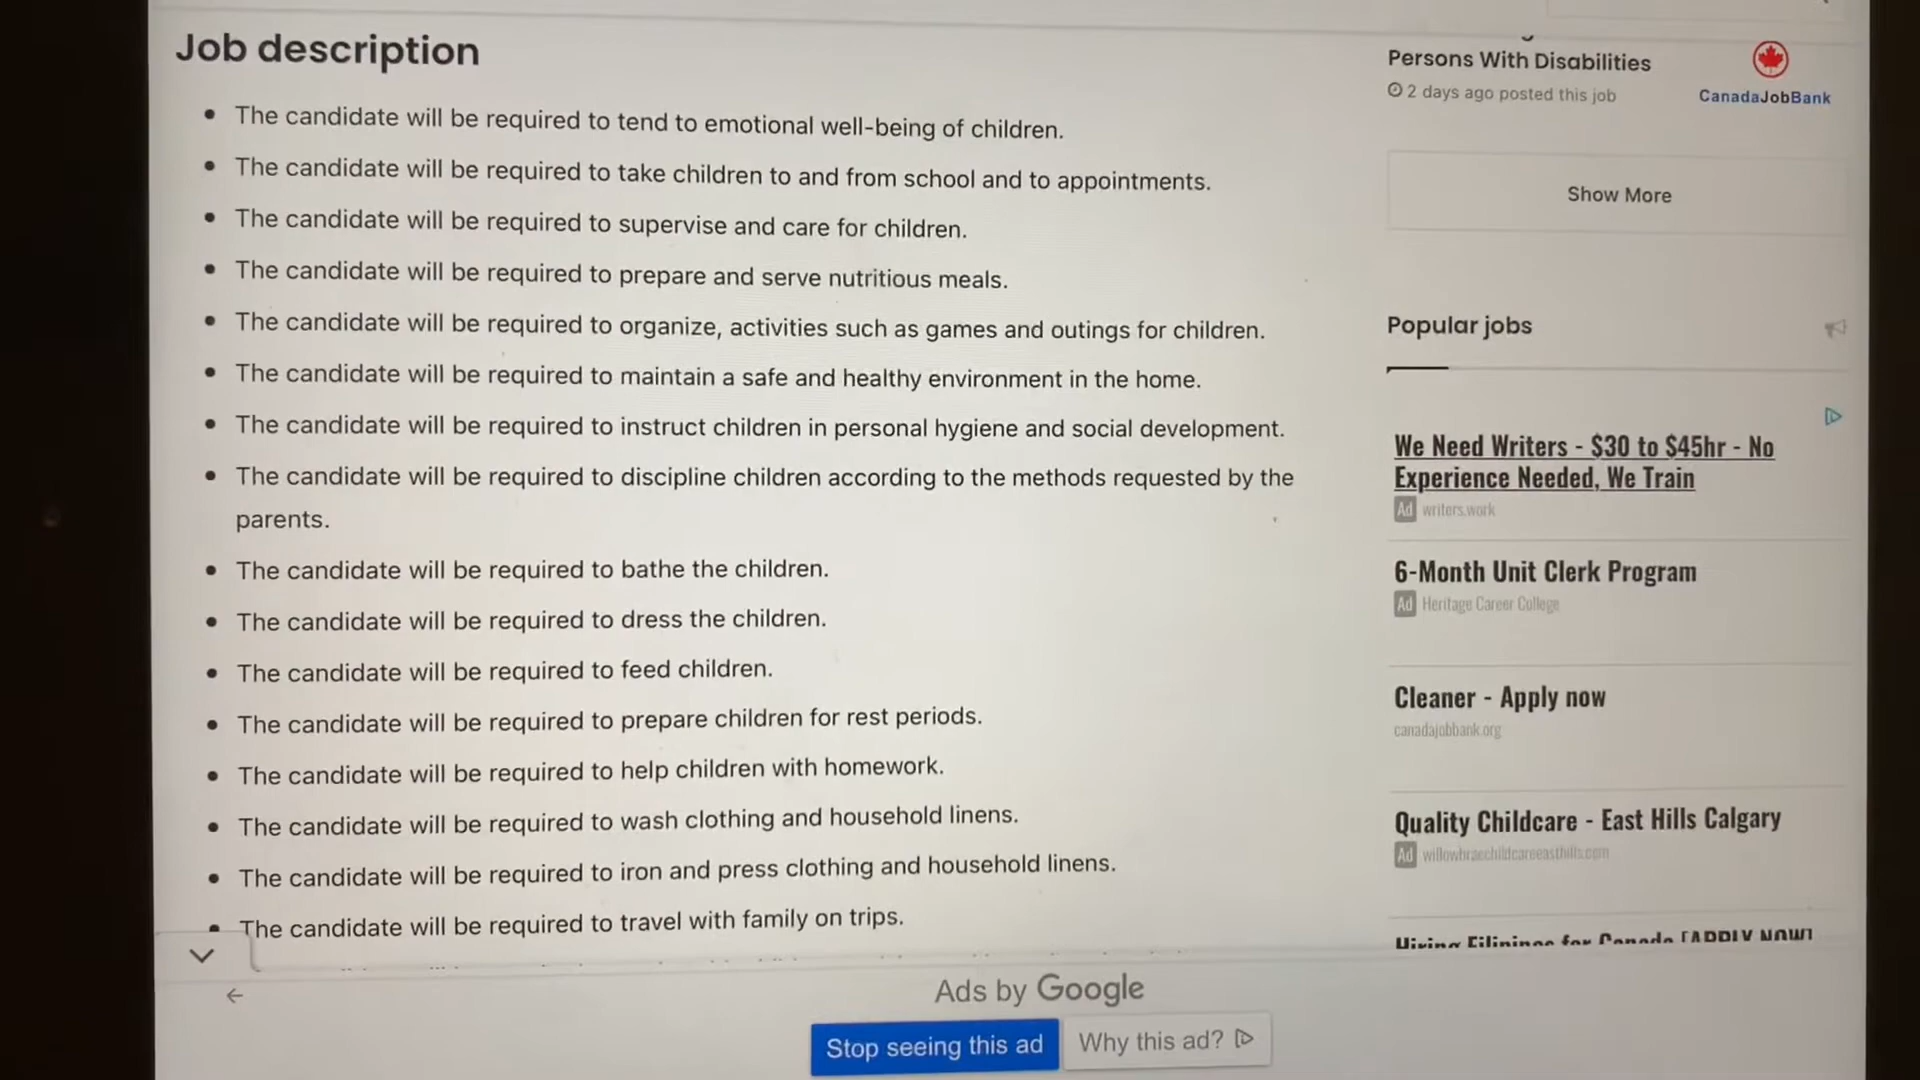 Job description
The candidate will be required to tend to emotional well-being of children.
The candidate will be required to take children to and from school and to appointments.
The candidate will be required to supervise and care for children.
The candidate will be required to prepare and serve nutritious meals.
The candidate will be required to organize, activities such as games and outings for children.
The candidate will be required to maintain a safe and healthy environment in the home.
The candidate will be required to instruct children in personal hygiene and social development.
The candidate will be required to discipline children according to the methods requested by the
parents.
The candidate will be required to bathe the children.
The candidate will be required to dress the children.
The candidate will be required to feed children.
The candidate will be required to prepare children for rest periods.
The candidate will be required to help children with homework.
The candidate will be required to wash clothing and household linens.
The candidate will be required to iron and press clothing and household linens.
The candidate will be required to travel with family on trips.
Persons With Disabilities
2 days ago posted this job
CanadaJobBank
Show More
Popular jobs
We Need Writers - $30 to $45hr - No
Experience Needed, We Train
Ad writers.work
6-Month Unit Clerk Program
Ad Heritage Career College
Cleaner - Apply now
canadajobbank.org
Quality Childcare - East Hills Calgary
Ad willowbraechildcareeasthills.com
Hiring Filipinos for Canada [APPLY NOW]
Ads by Google
Stop seeing this ad
Why this ad?